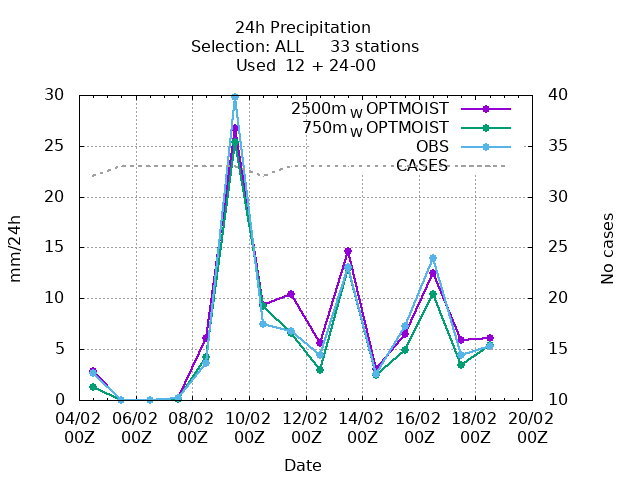 24h Precipitation
Selection: ALL 33 stations
Used 12 + 24-00
2500m W OPTMOIST
750m W OPTMOIST
OBS
CASES
30
25
20
15
10
5
0
mm/24h
40
35
30
25
20
15
10
No cases
04/02 06/02 08/02 10/02 12/02 14/02 16/02 18/02 20/02
00Z 00Z 00Z 00Z 00Z 00Z 00Z 00Z 00Z
Date